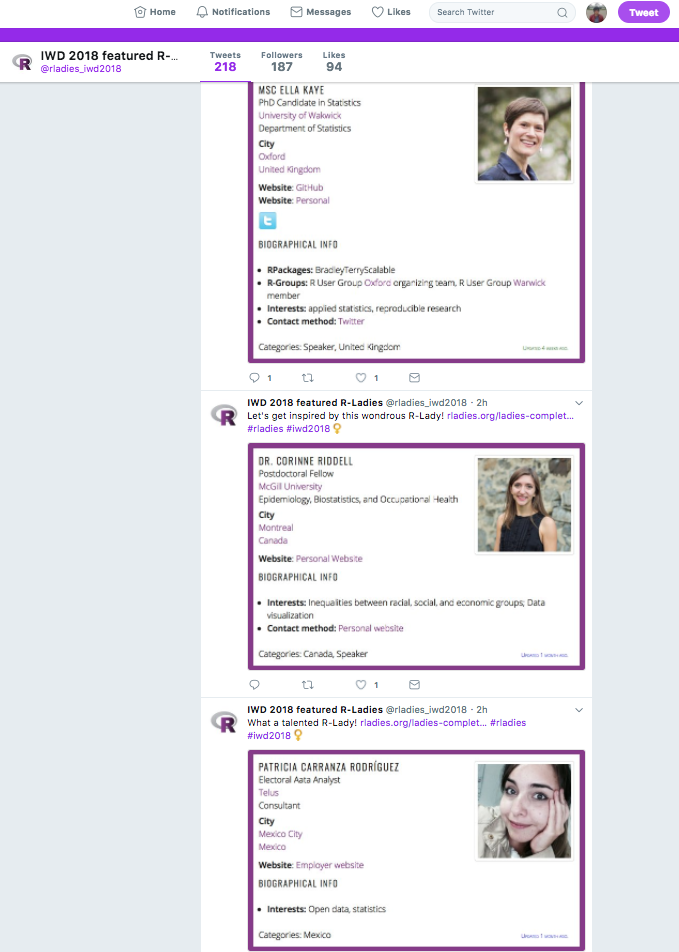 Home Notifications Messages Likes Search Twitter Tweet
IWD 2018 featured R-... Tweets Followers Likes
@rladies_iwd2018 218 187 94
MSC ELLA KAYE
PhD Candidate in Statistics
University of Wakwick
Department of Statistics
City
Oxford
United Kingdom
Website: GitHub
Website: Personal
BIOGRAPHICAL INFO
• RPackages: BradleyTerryScalable
• R-Groups: R User Group Oxford organizing team, R User Group Warwick
member
• Interests: applied statistics, reproducible research
• Contact method: Twitter
Categories: Speaker, United Kingdom
Updated 4 weeks ago.
1 1
R IWD 2018 featured R-Ladies @rladies_iwd2018 · 2h
Let's get inspired by this wondrous R-Lady! rladies.org/ladies-complet...
#rladies #iwd2018
DR. CORINNE RIDDELL
Postdoctoral Fellow
McGill University
Epidemiology, Biostatistics, and Occupational Health
City
Montreal
Canada
Website: Personal Website
BIOGRAPHICAL INFO
• Interests: Inequalities between racial, social, and economic groups; Data
visualization
• Contact method: Personal website
Categories: Canada, Speaker
Updated 1 month ago.
1
R IWD 2018 featured R-Ladies @rladies_iwd2018 · 2h
What a talented R-Lady! rladies.org/ladies-complet... #rladies
#iwd2018
PATRICIA CARRANZA RODRÍGUEZ
Electoral Aata Analyst
Telus
Consultant
City
Mexico City
Mexico
Website: Employer website
BIOGRAPHICAL INFO
• Interests: Open data, statistics
Categories: Mexico
Updated 1 month ago.